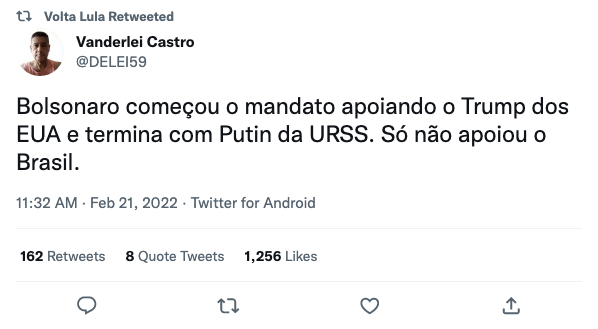 Volta Lula Retweeted
Vanderlei Castro
@DELEI59
Bolsonaro começou o mandato apoiando o Trump dos
EUA e termina com Putin da URSS. Só não apoiou o
Brasil.
11:32 AM · Feb 21, 2022 · Twitter for Android
162 Retweets 8 Quote Tweets 1,256 Likes